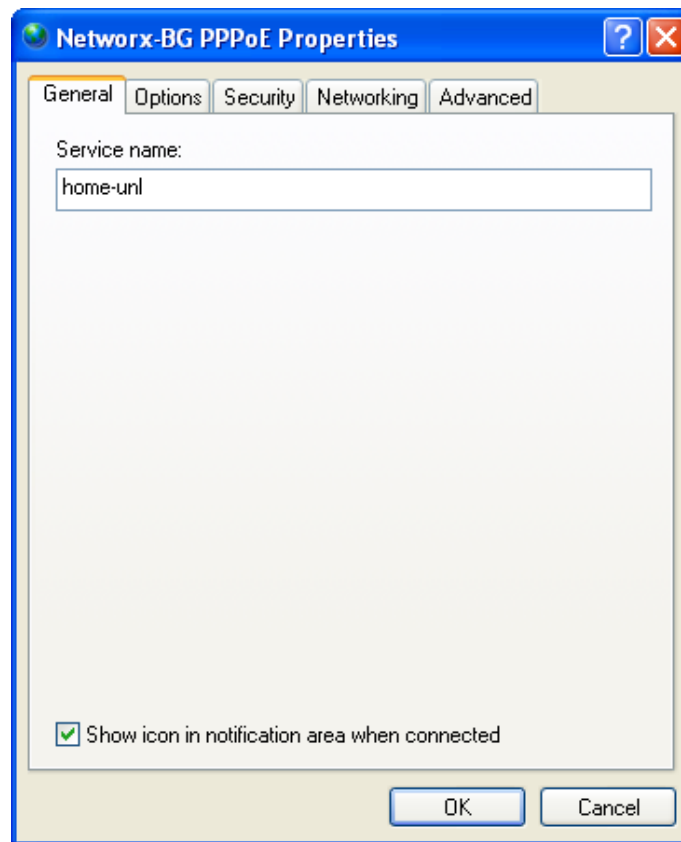 Networx-BG PPPoE Properties
General Options Security Networking Advanced
Service name:
home-unl
Show icon in notification area when connected
OK Cancel